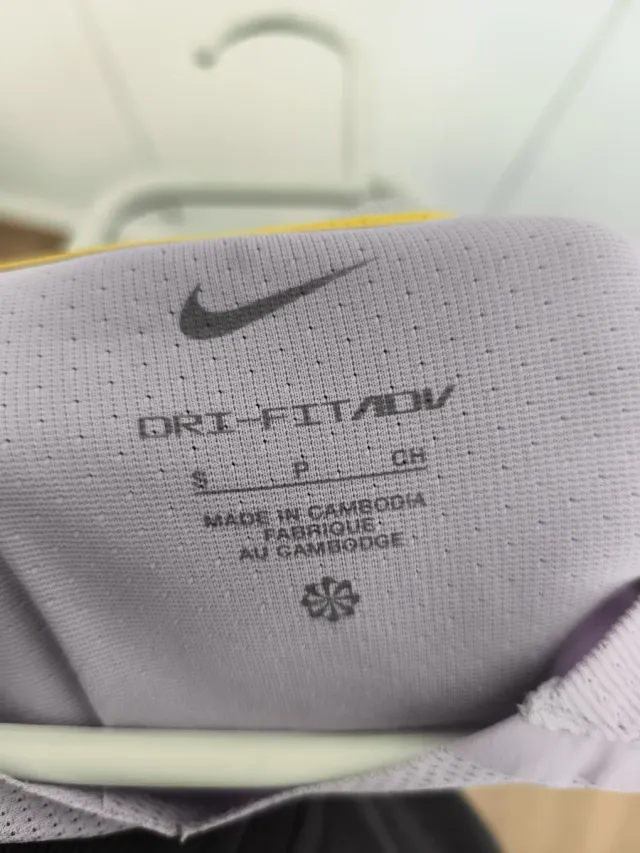 DRI-FIT ADV
S P CH
MADE IN CAMBODIA
FABRIQUE
AU CAMBODGE